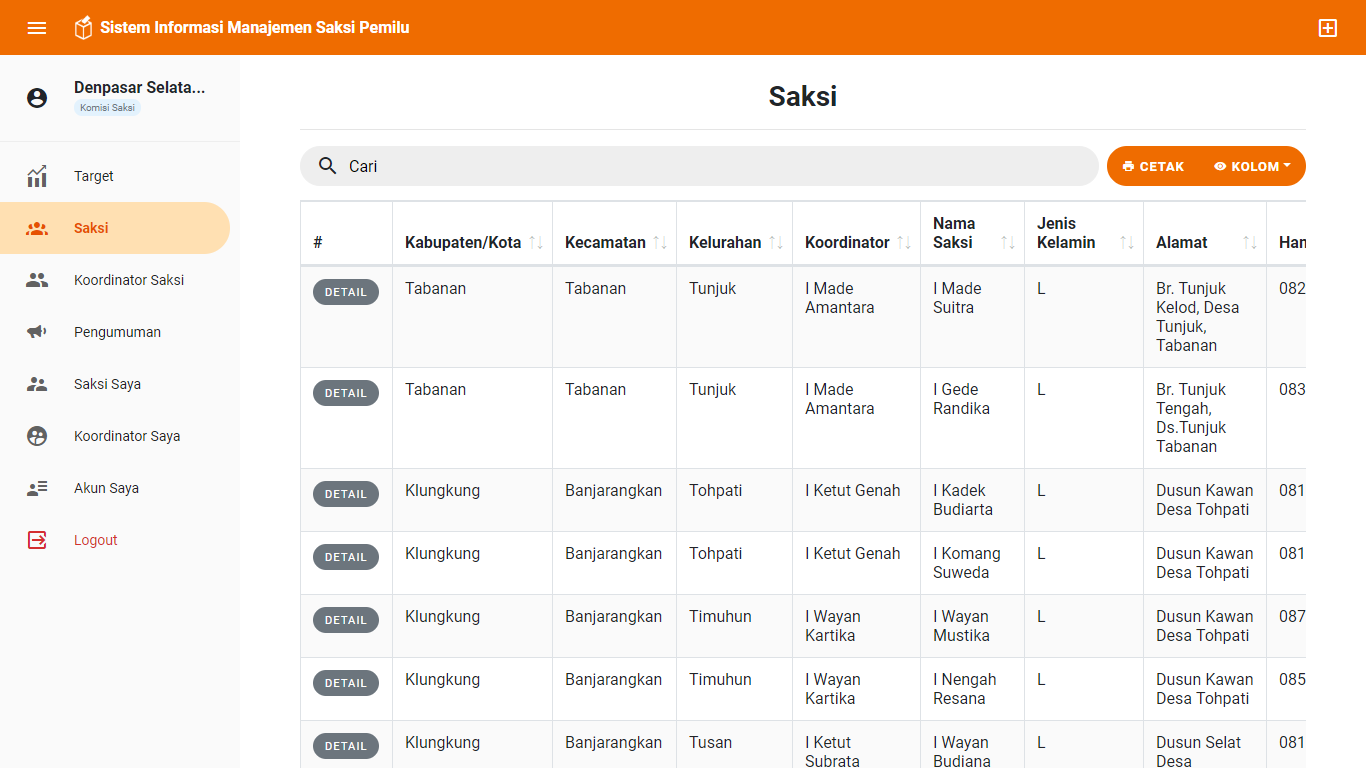 Sistem Informasi Manajemen Saksi Pemilu
Denpasar Selata...
Komisi Saksi
Target
Saksi
Koordinator Saksi
Pengumuman
Saksi Saya
Koordinator Saya
Akun Saya
Logout
Saksi
Cari
CETAK KOLOM
# Kabupaten/Kota Kecamatan Kelurahan Koordinator Nama Saksi Jenis Kelamin Alamat Han
DETAIL Tabanan Tabanan Tunjuk I Made Amantara I Made Suitra L Br. Tunjuk Kelod, Desa Tunjuk, Tabanan 082
DETAIL Tabanan Tabanan Tunjuk I Made Amantara I Gede Randika L Br. Tunjuk Tengah, Ds.Tunjuk Tabanan 083
DETAIL Klungkung Banjarangkan Tohpati I Ketut Genah I Kadek Budiarta L Dusun Kawan Desa Tohpati 081
DETAIL Klungkung Banjarangkan Tohpati I Ketut Genah I Komang Suweda L Dusun Kawan Desa Tohpati 081
DETAIL Klungkung Banjarangkan Timuhun I Wayan Kartika I Wayan Mustika L Dusun Kawan Desa Tohpati 087
DETAIL Klungkung Banjarangkan Timuhun I Wayan Kartika I Nengah Resana L Dusun Kawan Desa Tohpati 085
DETAIL Klungkung Banjarangkan Tusan I Ketut Subrata I Wayan Budiana L Dusun Selat Desa 081